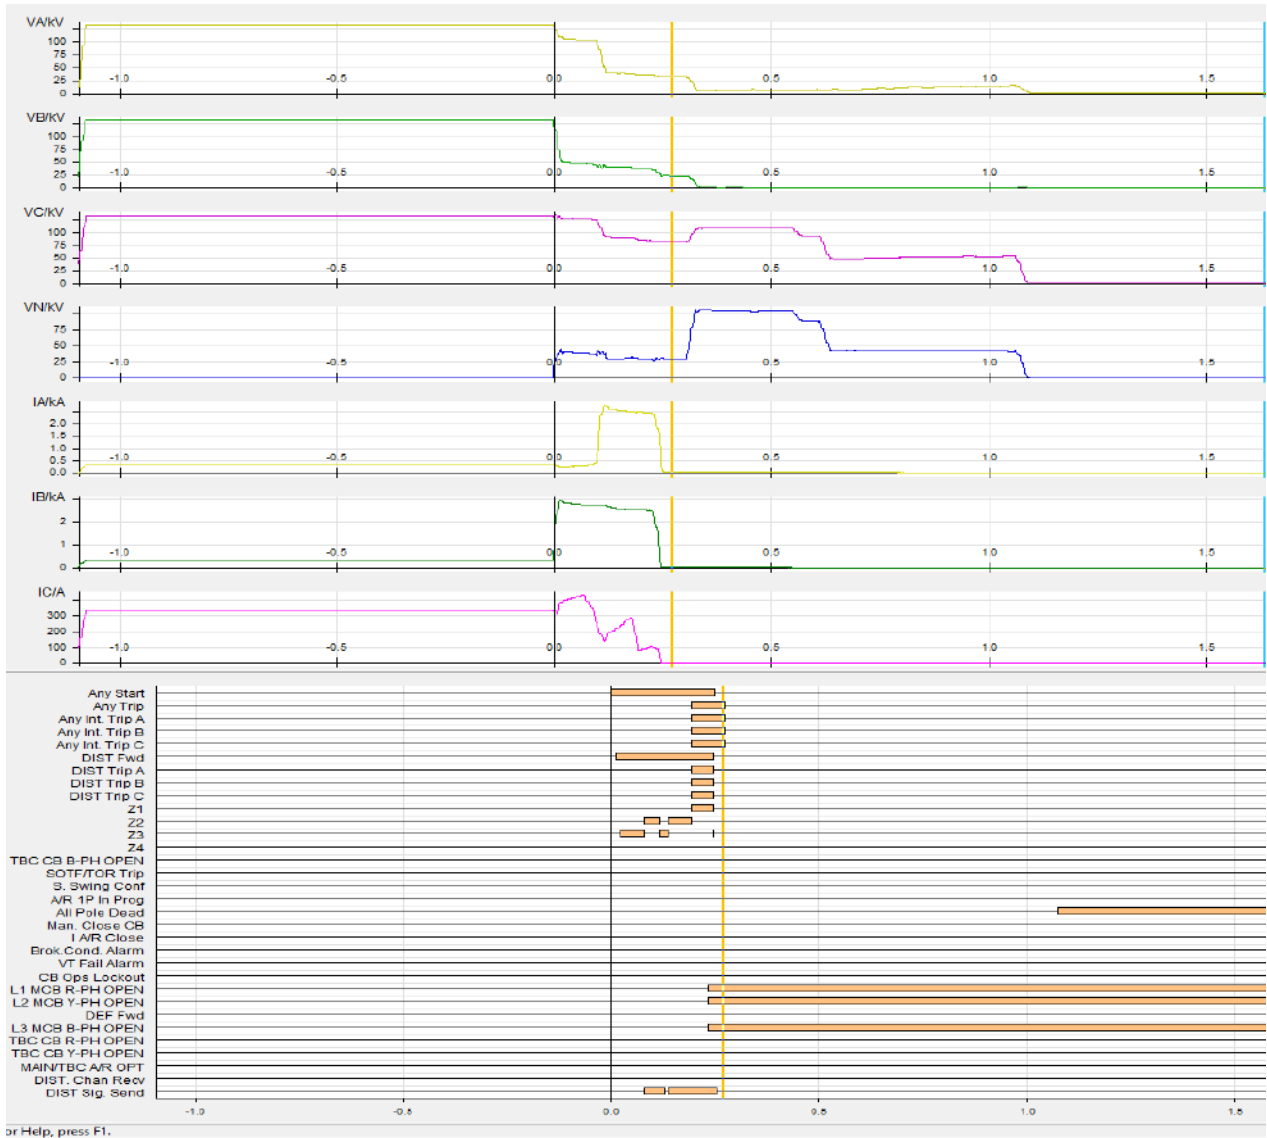 VA/kV
100
75
50
25
0
-1.0 -0.5 0.0 0.5 1.0 1.5
VB/kV
100
75
50
25
0
-1.0 -0.5 0.0 0.5 1.0 1.5
VC/kV
100
75
50
25
0
-1.0 -0.5 0.0 0.5 1.0 1.5
VN/kV
75
50
25
0
-1.0 -0.5 0.0 0.5 1.0 1.5
IA/kA
2.0
1.5
1.0
0.5
0.0
-1.0 -0.5 0.0 0.5 1.0 1.5
IB/kA
2
1
0
-1.0 -0.5 0.0 0.5 1.0 1.5
IC/A
300
200
100
0
-1.0 -0.5 0.0 0.5 1.0 1.5
Any Start
Any Trip
Any Int. Trip A
Any Int. Trip B
Any Int. Trip C
DIST Fwd
DIST Trip A
DIST Trip B
DIST Trip C
Z1
Z2
Z3
Z4
TBC CB B-PH OPEN
SOTF/TOR Trip
S. Swing Conf
A/R 1P In Prog
All Pole Dead
Man. Close CB
I A/R Close
Brok.Cond. Alarm
VT Fail Alarm
CB Ops Lockout
L1 MCB R-PH OPEN
L2 MCB Y-PH OPEN
DEF Fwd
L3 MCB B-PH OPEN
TBC CB R-PH OPEN
TBC CB Y-PH OPEN
MAIN/TBC A/R OPT
DIST. Chan Recv
DIST Sig. Send
-1.0 -0.5 0.0 0.5 1.0 1.5
or Help, press F1.